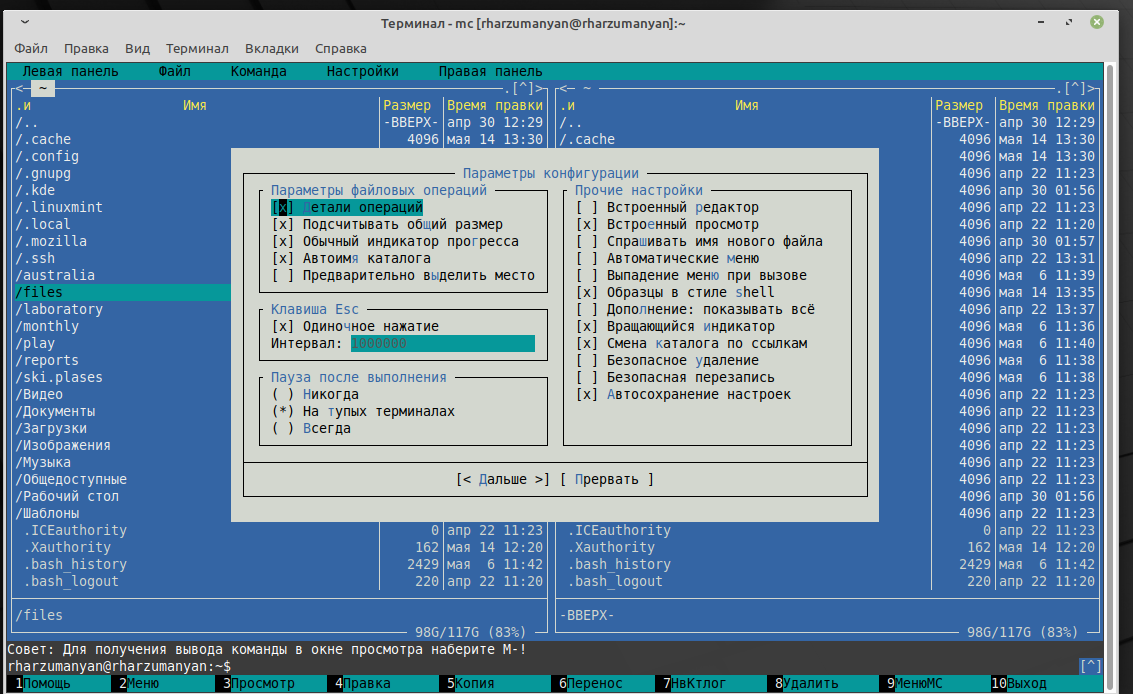 Терминал - mc [rharzumanyan@rharzumanyan]:~
Файл Правка Вид Терминал Вкладки Справка
Левая панель Файл Команда Настройки Правая панель
<─ ~ .[^]> <─ ~ .[^]>
.и Имя Размер Время правки .и Имя Размер Время правки
/.. -ВВЕРХ- апр 30 12:29 /.. -ВВЕРХ- апр 30 12:29
/.cache 4096 мая 14 13:30 /.cache 4096 мая 14 13:30
/.config 4096 мая 14 13:30
Параметры конфигурации
/.gnupg 4096 апр 22 11:23
/.kde Параметры файловых операций Прочие настройки 4096 апр 30 01:56
/.linuxmint [x] Детали операций [ ] Встроенный редактор 4096 апр 22 11:23
/.local [x] Подсчитывать общий размер [x] Встроенный просмотр 4096 апр 22 11:20
/.mozilla [x] Обычный индикатор прогресса [ ] Спрашивать имя нового файла 4096 апр 30 01:57
/.ssh [x] Автоимя каталога [ ] Автоматические меню 4096 апр 22 13:31
/australia [ ] Предварительно выделить место [ ] Выпадение меню при вызове 4096 мая 6 11:39
/files [x] Образцы в стиле shell 4096 мая 14 13:35
/laboratory Клавиша Esc [ ] Дополнение: показывать всё 4096 апр 22 13:37
/monthly [x] Одиночное нажатие [x] Вращающийся индикатор 4096 мая 6 11:36
/play Интервал: 1000000 [x] Смена каталога по ссылкам 4096 мая 6 11:40
/reports [ ] Безопасное удаление 4096 мая 6 11:38
/ski.plases Пауза после выполнения [ ] Безопасная перезапись 4096 мая 6 11:38
/Видео ( ) Никогда [x] Автосохранение настроек 4096 апр 22 11:23
/Документы (*) На тупых терминалах 4096 апр 22 11:23
/Загрузки ( ) Всегда 4096 апр 22 11:23
/Изображения 4096 апр 22 11:23
/Музыка 4096 апр 22 11:23
/Общедоступные [< Дальше >] [ Прервать ] 4096 апр 22 11:23
/Рабочий стол 4096 апр 30 01:56
/Шаблоны 4096 апр 22 11:23
.ICEauthority 0 апр 22 11:23 .ICEauthority 0 апр 22 11:23
.Xauthority 162 мая 14 12:20 .Xauthority 162 мая 14 12:20
.bash_history 2429 мая 6 11:42 .bash_history 2429 мая 6 11:42
.bash_logout 220 апр 22 11:20 .bash_logout 220 апр 22 11:20
/files -ВВЕРХ-
98G/117G (83%) 98G/117G (83%)
Совет: Для получения вывода команды в окне просмотра наберите M-!
rharzumanyan@rharzumanyan:~$ [^]
1Помощь 2Меню 3Просмотр 4Правка 5Копия 6Перенос 7НвКтлог 8Удалить 9МенюMC 10Выход